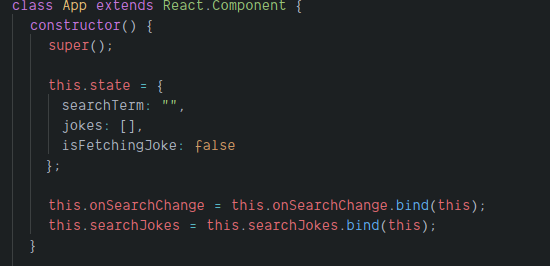 class App extends React.Component {
constructor() {
super();
this.state = {
searchTerm: "",
jokes: [],
isFetchingJoke: false
};
this.onSearchChange = this.onSearchChange.bind(this);
this.searchJokes = this.searchJokes.bind(this);
}